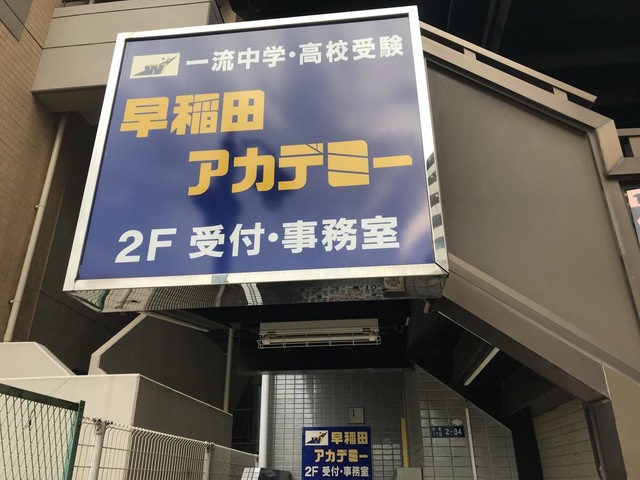 一流中学・高校受験
早稲田
アカデミー
2F 受付・事務室
早稲田
アカデミー
2F 受付・事務室
2-34